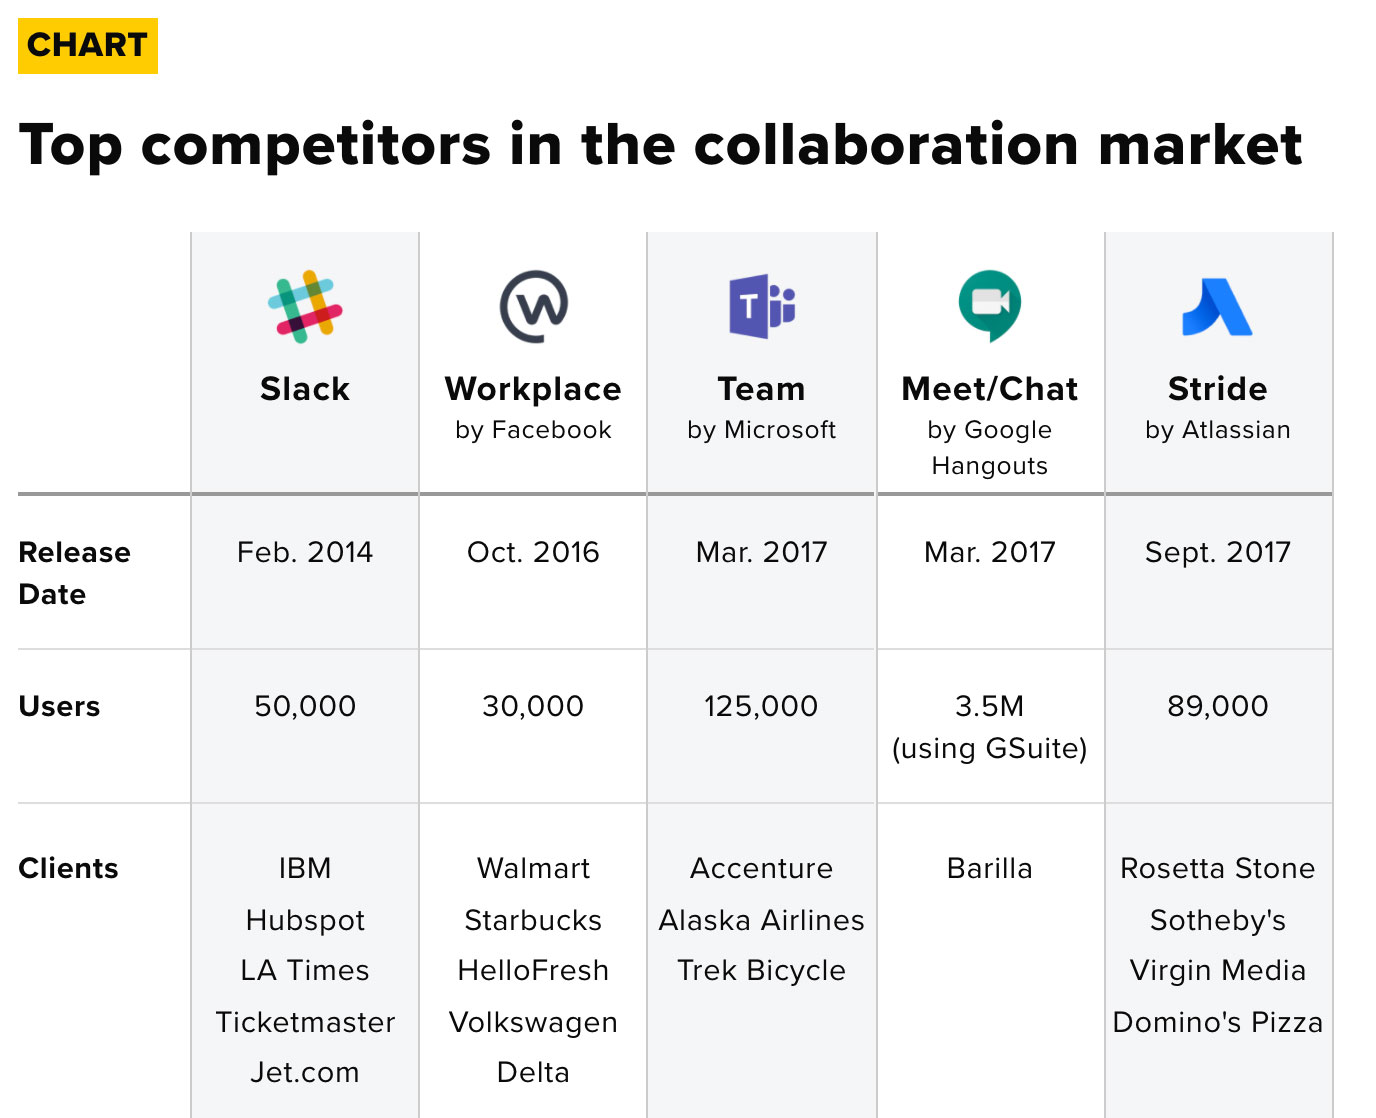 CHART
Top competitors in the collaboration market
Slack
Workplace
by Facebook
Team
by Microsoft
Meet/Chat
by Google
Hangouts
Stride
by Atlassian
Release
Date
Feb. 2014
Oct. 2016
Mar. 2017
Mar. 2017
Sept. 2017
Users
50,000
30,000
125,000
3.5M
(using GSuite)
89,000
Clients
IBM
Hubspot
LA Times
Ticketmaster
Jet.com
Walmart
Starbucks
HelloFresh
Volkswagen
Delta
Accenture
Alaska Airlines
Trek Bicycle
Barilla
Rosetta Stone
Sotheby's
Virgin Media
Domino's Pizza